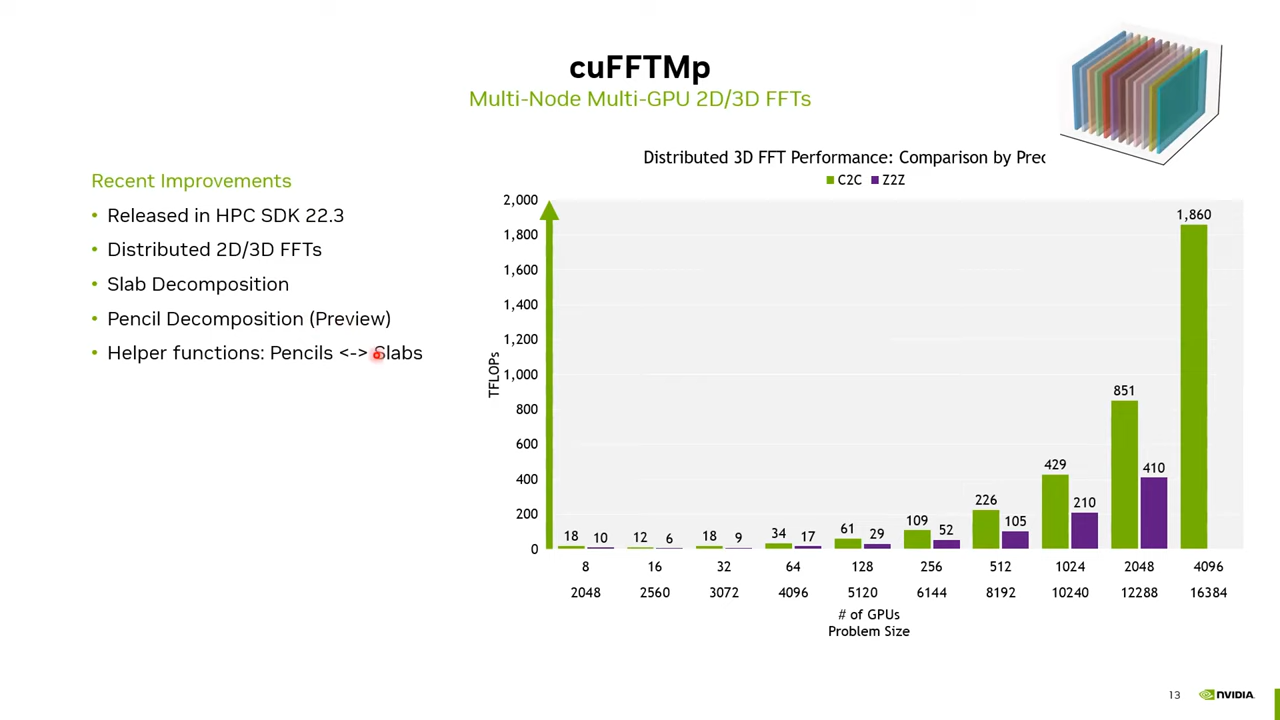 cuFFTMp
Multi-Node Multi-GPU 2D/3D FFTs
Recent Improvements
• Released in HPC SDK 22.3
• Distributed 2D/3D FFTs
• Slab Decomposition
• Pencil Decomposition (Preview)
• Helper functions: Pencils <-> Slabs
Distributed 3D FFT Performance: Comparison by Prec
C2C Z2Z
TFLOPs
2,000
1,800
1,600
1,400
1,200
1,000
800
600
400
200
0
18 10 12 6 18 9 34 17 61 29 109 52 226 105 429 210 851 410 1,860
8 16 32 64 128 256 512 1024 2048 4096
2048 2560 3072 4096 5120 6144 8192 10240 12288 16384
# of GPUs
Problem Size
13 NVIDIA